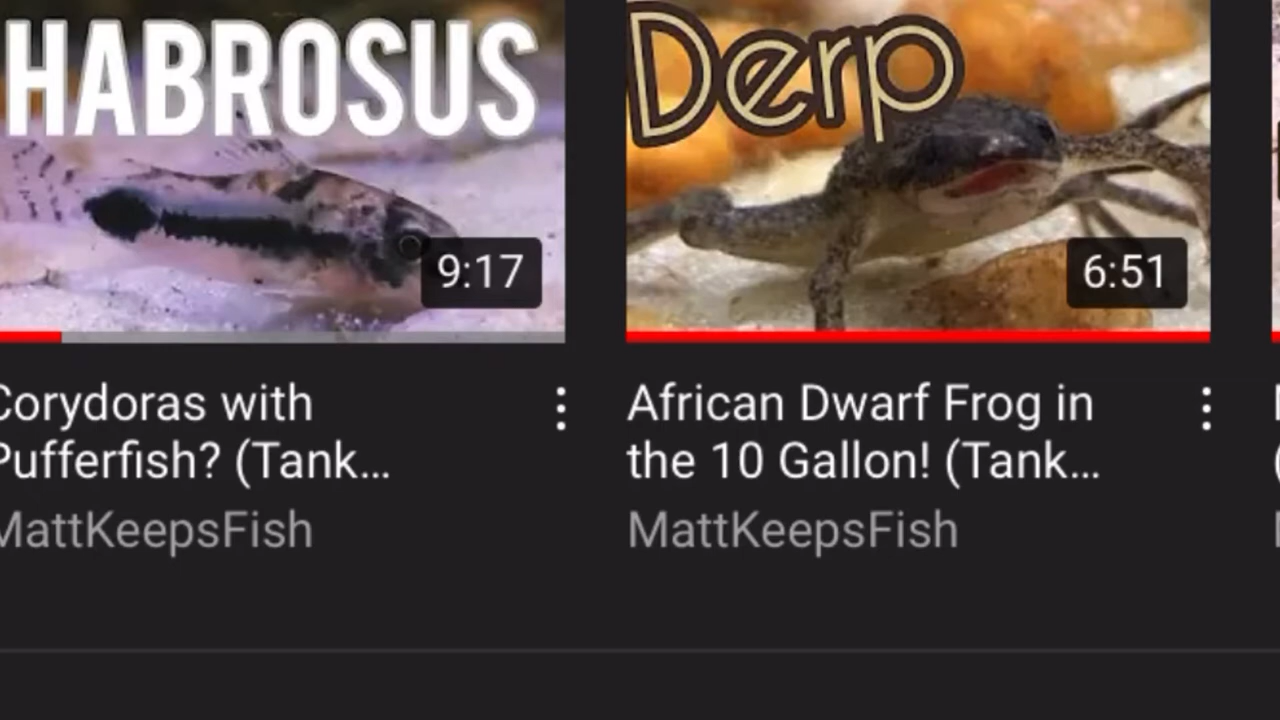 HABROSUS
9:17
Corydoras with
Pufferfish? (Tank...
MattKeepsFish
Derp
6:51
African Dwarf Frog in
the 10 Gallon! (Tank...
MattKeepsFish